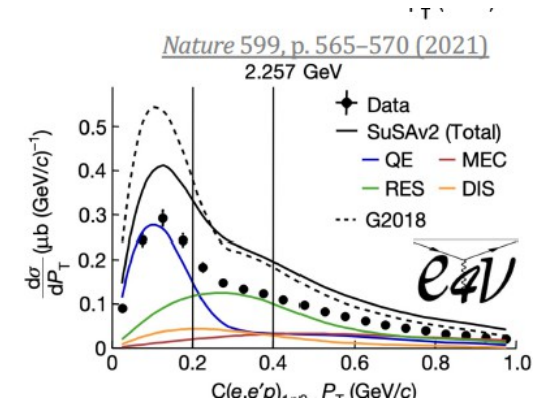 Nature 599, p. 565–570 (2021)
2.257 GeV
Data
SuSAv2 (Total)
QE MEC
RES DIS
G2018
e4ν
dσ/dP_T (μb (GeV/c)⁻¹)
0.5
0.4
0.3
0.2
0.1
0
0 0.2 0.4 0.6 0.8 1.0
C(e,e′p) P_T (GeV/c)